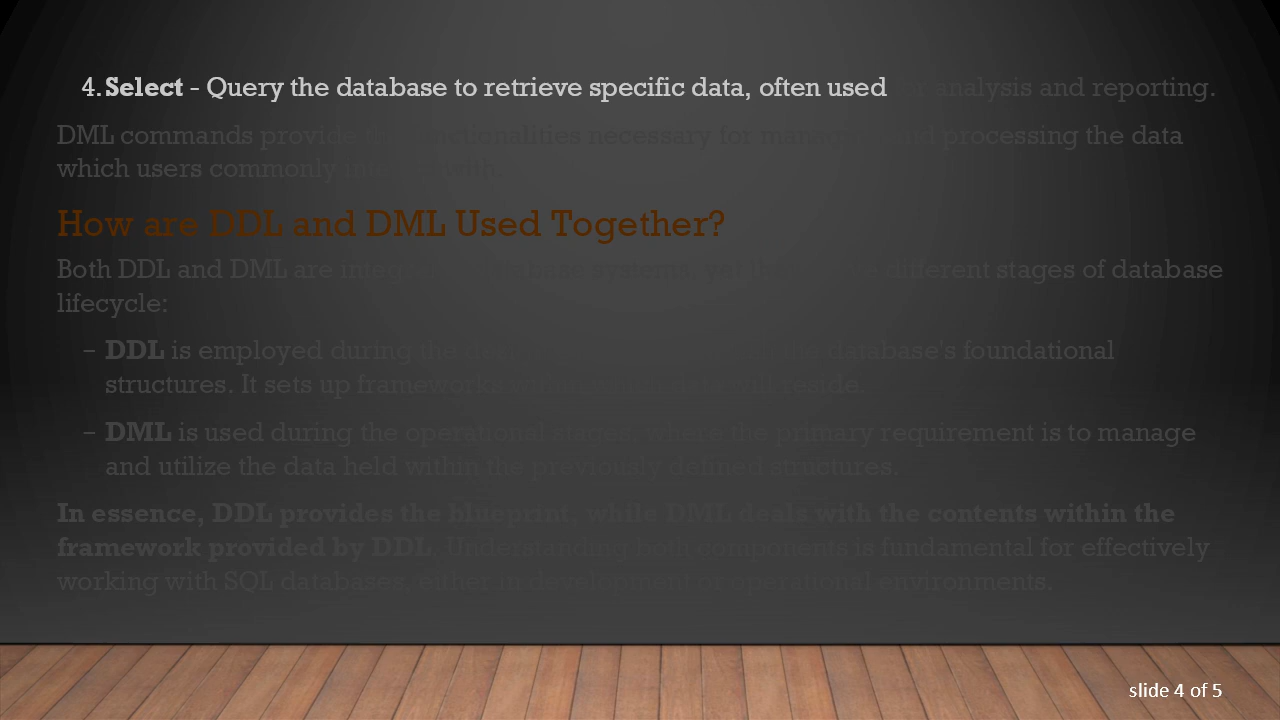 4. Select - Query the database to retrieve specific data, often used for analysis and reporting.
DML commands provide the functionalities necessary for managing and processing the data
which users commonly interact with.
How are DDL and DML Used Together?
Both DDL and DML are integral to database systems, yet they different stages of database
lifecycle:
– DDL is employed during the the database's foundational
structures. It sets up frameworks within which data will reside.
– DML is used during the operational stages, where the primary requirement is to manage
and utilize the data held within the previously defined structures.
In essence, DDL provides the blueprint, while DML deals with the contents within the
framework provided by DDL. Understanding both components is fundamental for effectively
working with SQL databases, either in development or operational environments.
slide 4 of 5